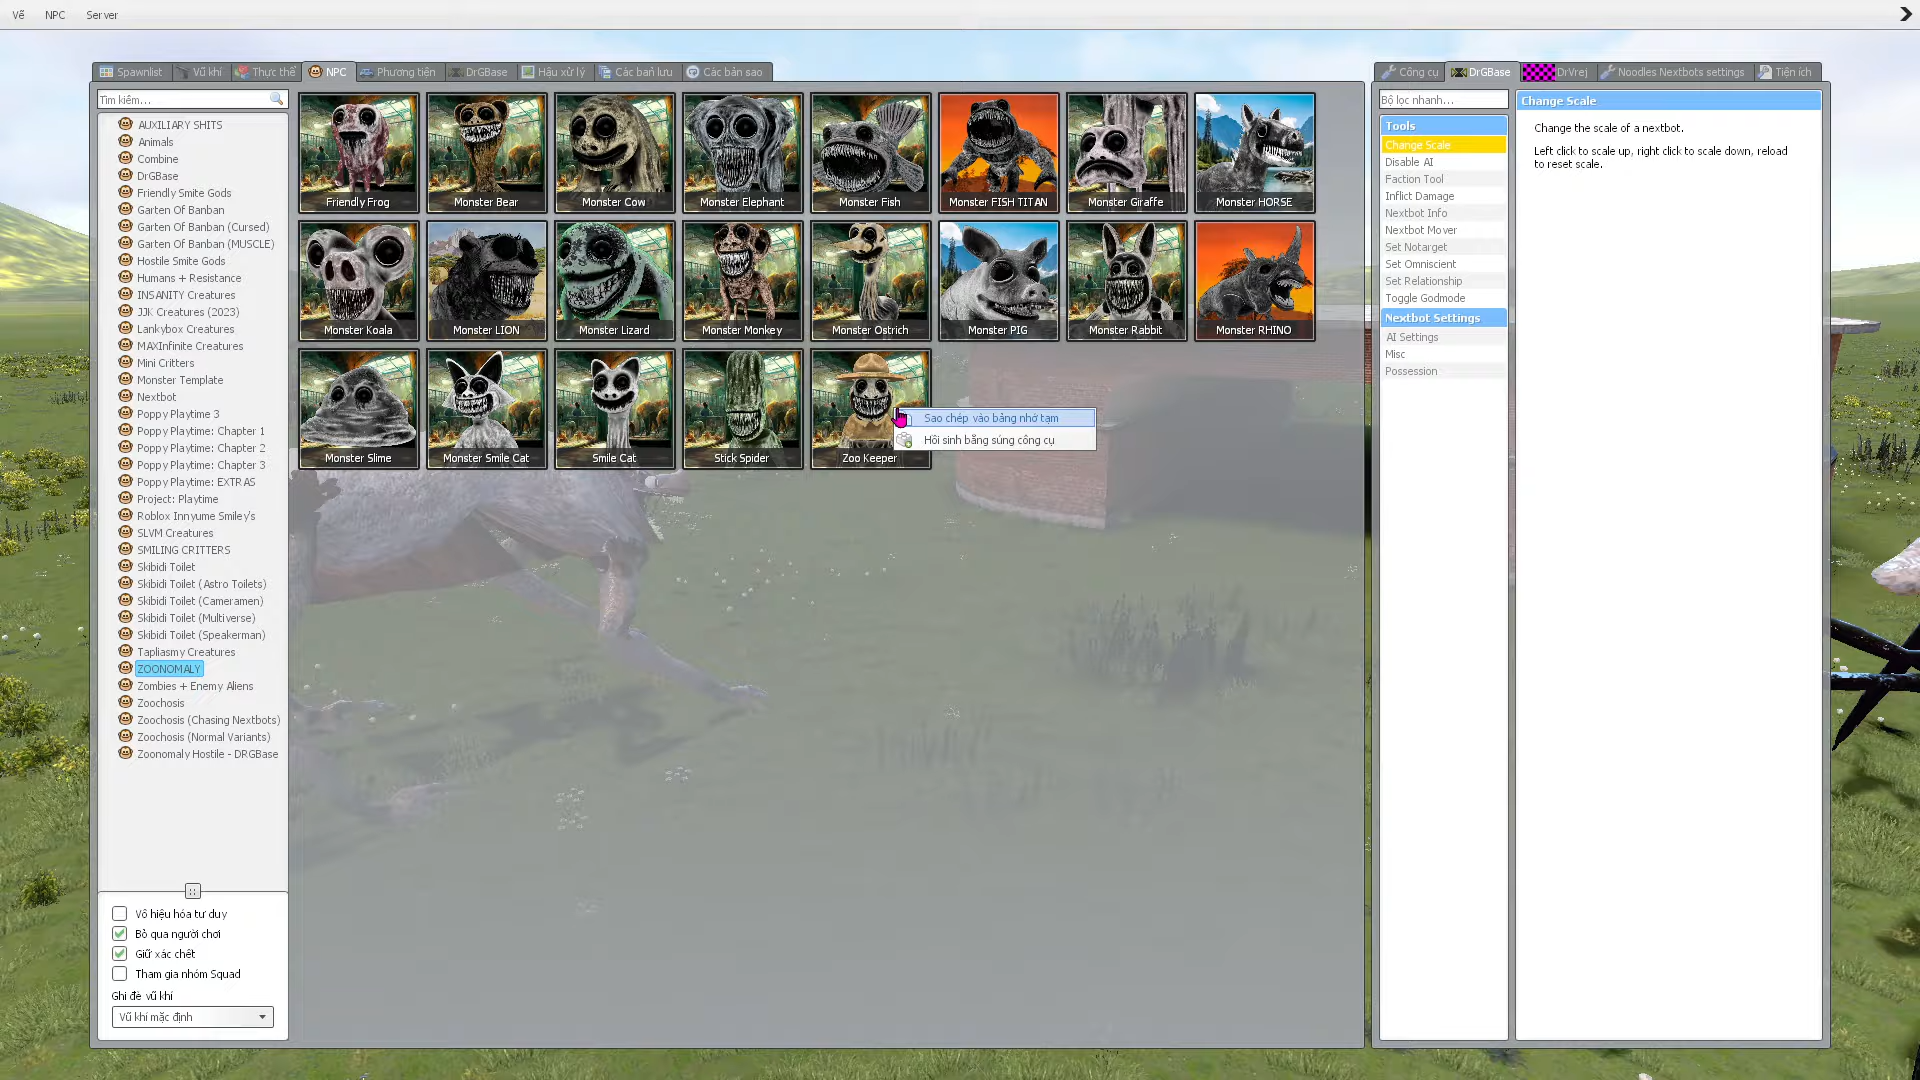 Vẽ NPC Server
Spawnlist Vũ khí Thực thể NPC Phương tiện DrGBase Hậu xử lý Các bản lưu Các bản sao
Công cụ DrGBase DrVrej Noodles Nextbots settings Tiện ích
Tìm kiếm...
AUXILIARY SHITS
Animals
Combine
DrGBase
Friendly Smite Gods
Garten Of Banban
Garten Of Banban (Cursed)
Garten Of Banban (MUSCLE)
Hostile Smite Gods
Humans + Resistance
INSANITY Creatures
JJK Creatures (2023)
Lankybox Creatures
MAXInfinite Creatures
Mini Critters
Monster Template
Nextbot
Poppy Playtime 3
Poppy Playtime: Chapter 1
Poppy Playtime: Chapter 2
Poppy Playtime: Chapter 3
Poppy Playtime: EXTRAS
Project: Playtime
Roblox Innyume Smiley's
SLVM Creatures
SMILING CRITTERS
Skibidi Toilet
Skibidi Toilet (Astro Toilets)
Skibidi Toilet (Cameramen)
Skibidi Toilet (Multiverse)
Skibidi Toilet (Speakerman)
Tapliasmy Creatures
ZOONOMALY
Zombies + Enemy Aliens
Zoochosis
Zoochosis (Chasing Nextbots)
Zoochosis (Normal Variants)
Zoonomaly Hostile - DRGBase
Vô hiệu hóa tư duy
Bỏ qua người chơi
Giữ xác chết
Tham gia nhóm Squad
Ghi đè vũ khí
Vũ khí mặc định
Friendly Frog Monster Bear Monster Cow Monster Elephant Monster Fish Monster FISH TITAN Monster Giraffe Monster HORSE
Monster Koala Monster LION Monster Lizard Monster Monkey Monster Ostrich Monster PIG Monster Rabbit Monster RHINO
Monster Slime Monster Smile Cat Smile Cat Stick Spider Zoo Keeper
Sao chép vào bảng nhớ tạm
Hồi sinh bằng súng công cụ
Bộ lọc nhanh...
Tools
Change Scale
Disable AI
Faction Tool
Inflict Damage
Nextbot Info
Nextbot Mover
Set Notarget
Set Omniscient
Set Relationship
Toggle Godmode
Nextbot Settings
AI Settings
Misc
Possession
Change Scale
Change the scale of a nextbot.
Left click to scale up, right click to scale down, reload
to reset scale.